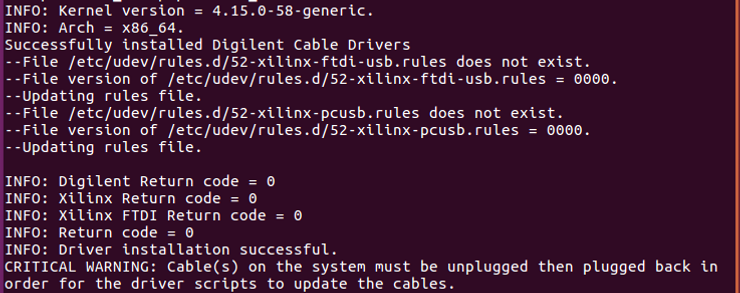 INFO: Kernel version = 4.15.0-58-generic.
INFO: Arch = x86_64.
Successfully installed Digilent Cable Drivers
--File /etc/udev/rules.d/52-xilinx-ftdi-usb.rules does not exist.
--File version of /etc/udev/rules.d/52-xilinx-ftdi-usb.rules = 0000.
--Updating rules file.
--File /etc/udev/rules.d/52-xilinx-pcusb.rules does not exist.
--File version of /etc/udev/rules.d/52-xilinx-pcusb.rules = 0000.
--Updating rules file.
INFO: Digilent Return code = 0
INFO: Xilinx Return code = 0
INFO: Xilinx FTDI Return code = 0
INFO: Return code = 0
INFO: Driver installation successful.
CRITICAL WARNING: Cable(s) on the system must be unplugged then plugged back in
order for the driver scripts to update the cables.